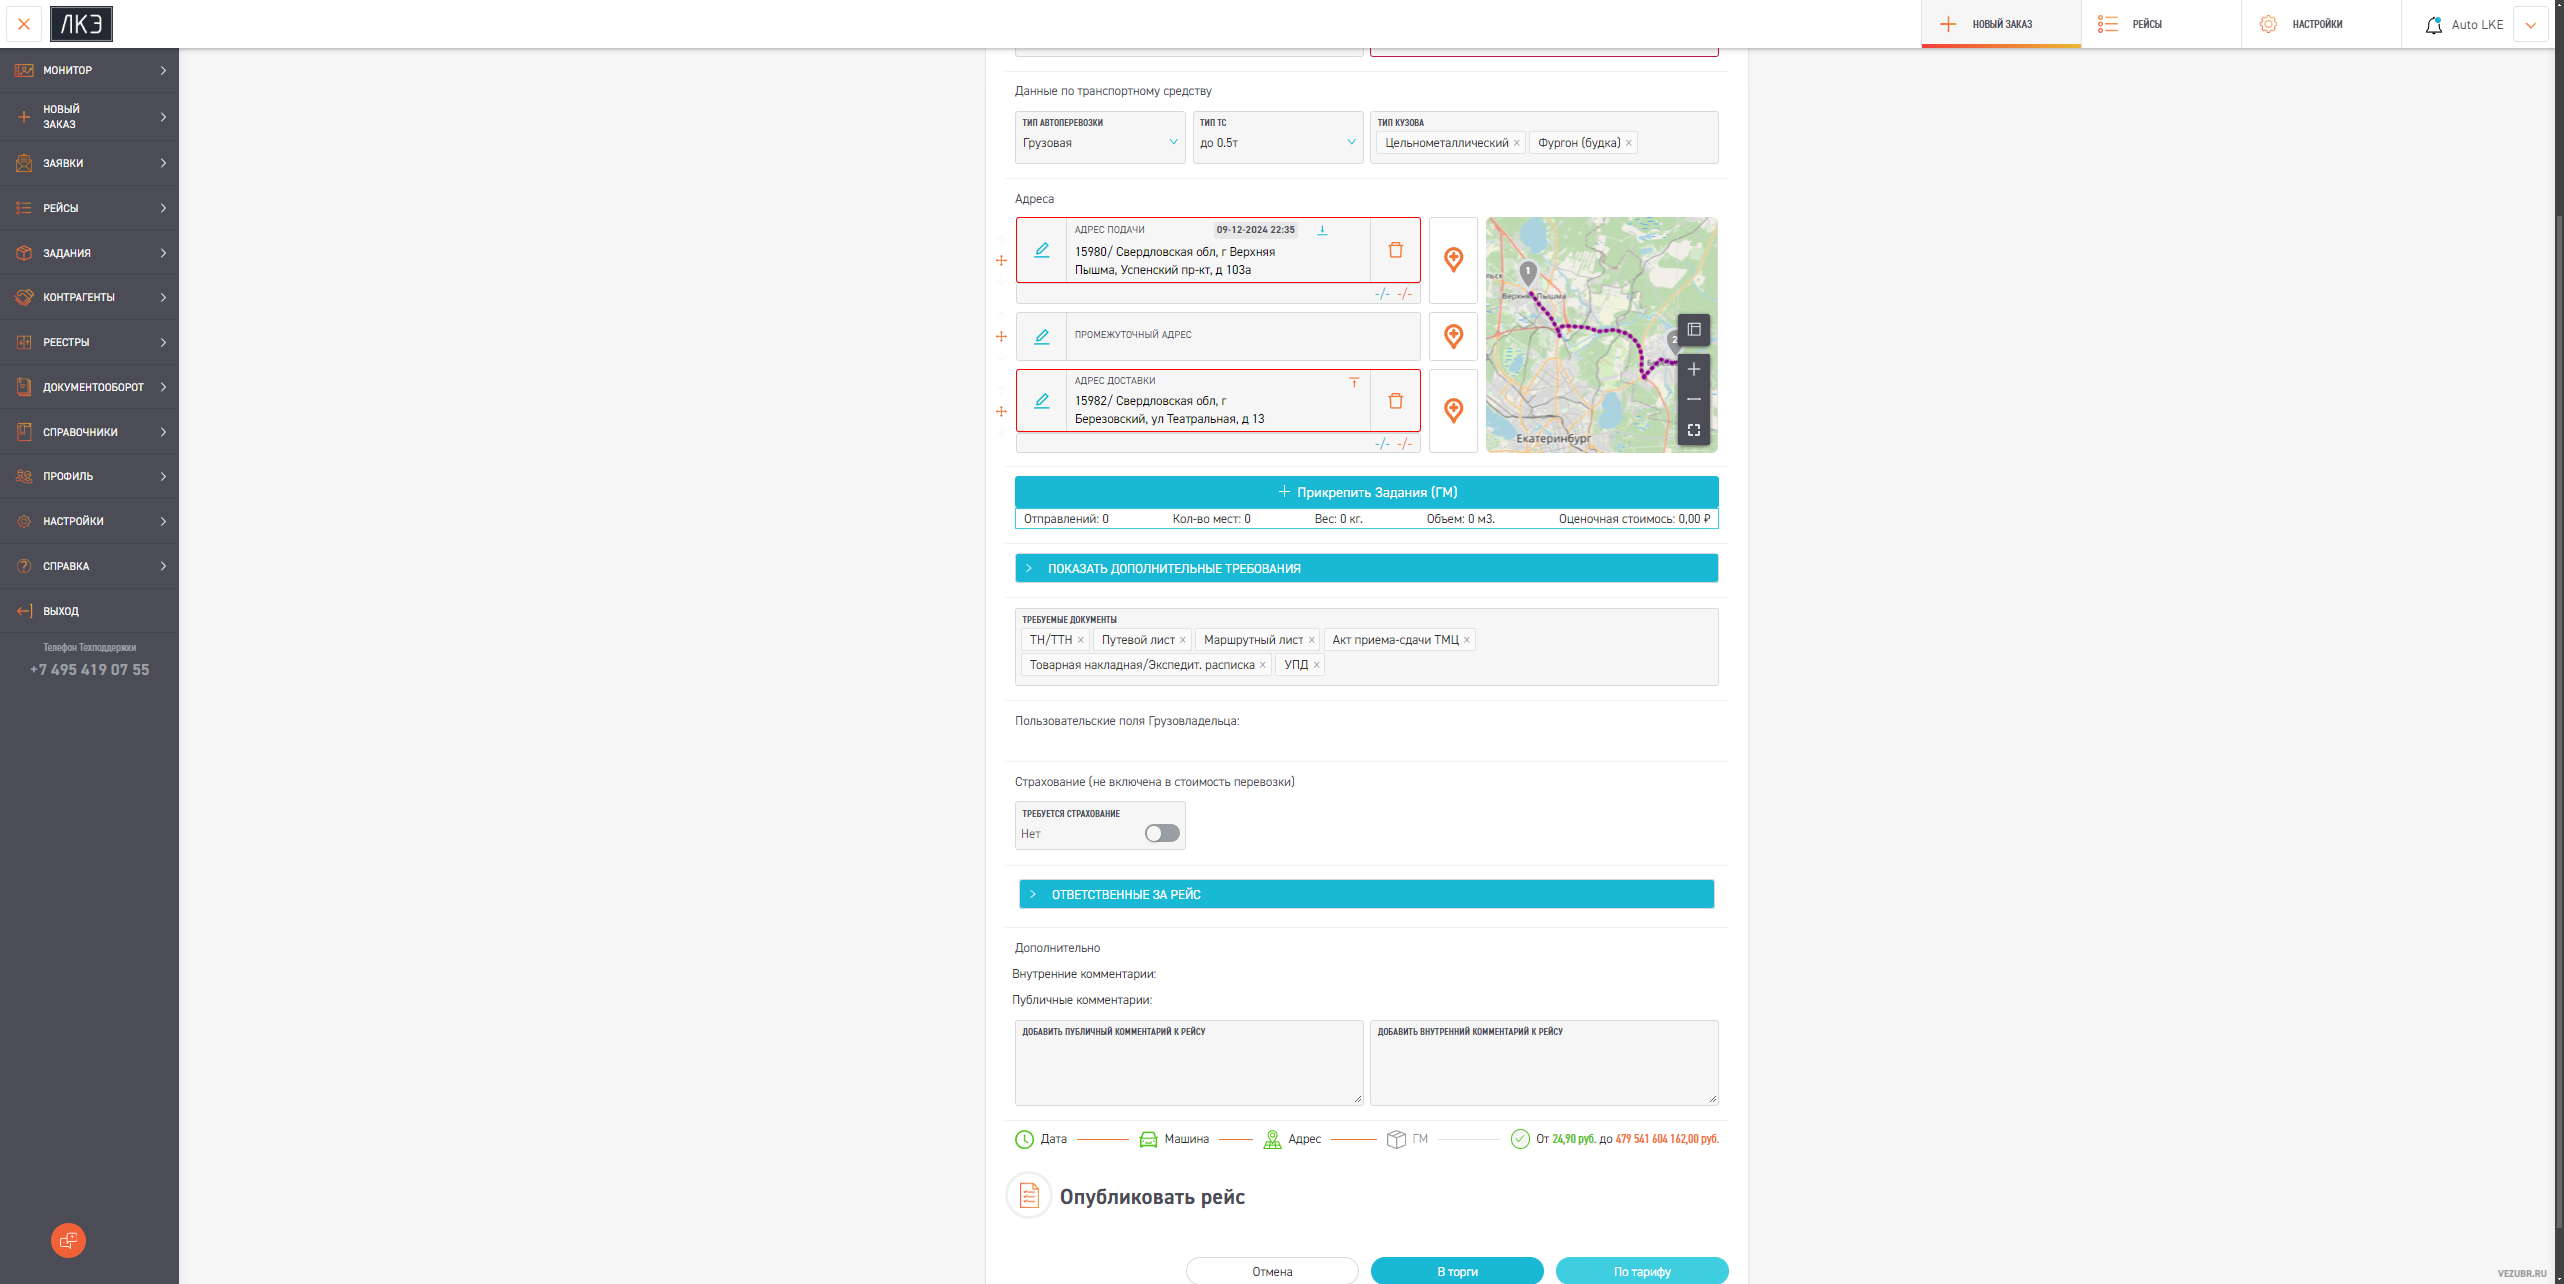 ЛКЭ
НОВЫЙ ЗАКАЗ
РЕЙСЫ
НАСТРОЙКИ
Auto LKE
МОНИТОР
НОВЫЙ
ЗАКАЗ
ЗАЯВКИ
РЕЙСЫ
ЗАДАНИЯ
КОНТРАГЕНТЫ
РЕЕСТРЫ
ДОКУМЕНТООБОРОТ
СПРАВОЧНИКИ
ПРОФИЛЬ
НАСТРОЙКИ
СПРАВКА
ВЫХОД
Телефон Техподдержки
+7 495 419 07 55
Данные по транспортному средству
ТИП АВТОПЕРЕВОЗКИ
Грузовая
ТИП ТС
до 0.5т
ТИП КУЗОВА
Цельнометаллический × Фургон (будка) ×
Адреса
АДРЕС ПОДАЧИ 09-12-2024 22:35
15980/ Свердловская обл, г Верхняя
Пышма, Успенский пр-кт, д 103а
-/- -/-
ПРОМЕЖУТОЧНЫЙ АДРЕС
АДРЕС ДОСТАВКИ
15982/ Свердловская обл, г
Березовский, ул Театральная, д 13
-/- -/-
1
Верхняя Пышма
2
Екатеринбург
+ Прикрепить Задания (ГМ)
Отправлений: 0 Кол-во мест: 0 Вес: 0 кг. Объем: 0 м3. Оценочная стоимось: 0,00 ₽
ПОКАЗАТЬ ДОПОЛНИТЕЛЬНЫЕ ТРЕБОВАНИЯ
ТРЕБУЕМЫЕ ДОКУМЕНТЫ
ТН/ТТН × Путевой лист × Маршрутный лист × Акт приема-сдачи ТМЦ ×
Товарная накладная/Экспедит. расписка × УПД ×
Пользовательские поля Грузовладельца:
Страхование (не включена в стоимость перевозки)
ТРЕБУЕТСЯ СТРАХОВАНИЕ
Нет
ОТВЕТСТВЕННЫЕ ЗА РЕЙС
Дополнительно
Внутренние комментарии:
Публичные комментарии:
ДОБАВИТЬ ПУБЛИЧНЫЙ КОММЕНТАРИЙ К РЕЙСУ
ДОБАВИТЬ ВНУТРЕННИЙ КОММЕНТАРИЙ К РЕЙСУ
Дата Машина Адрес ГМ От 24,90 руб. до 479 541 604 162,00 руб.
Опубликовать рейс
Отмена
В торги
По тарифу
VEZUBR.RU